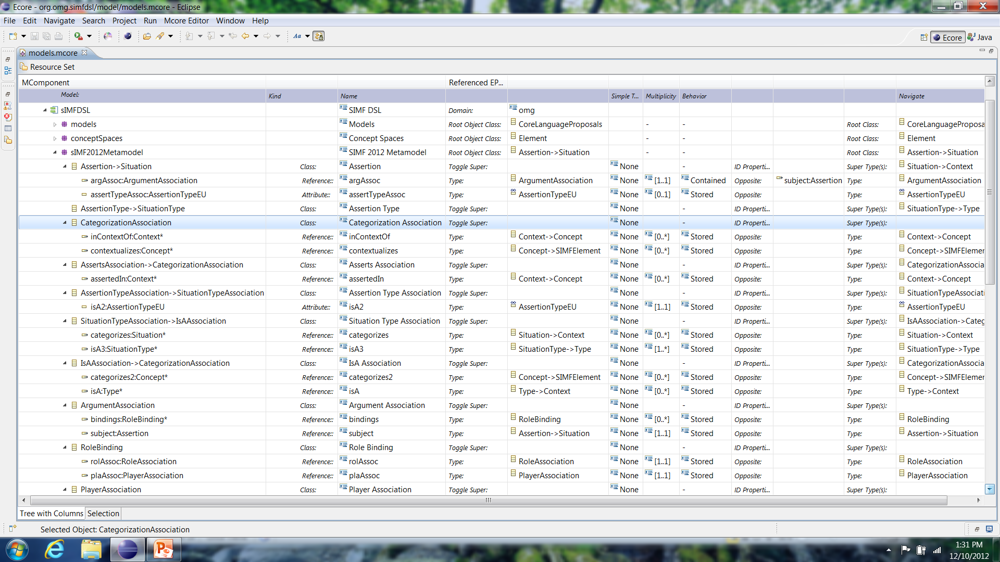 Ecore - org.omg.simfdsl/model/models.mcore - Eclipse
File Edit Navigate Search Project Run Mcore Editor Window Help
Aa Ecore Java
models.mcore
Resource Set
MComponent Referenced EP...
Model: Kind Name Simple T... Multiplicity Behavior Navigate
sIMFDSL SIMF DSL Domain: omg
models Models Root Object Class: CoreLanguageProposals - - Root Class: CoreLanguageProposa
conceptSpaces Concept Spaces Root Object Class: Element - - Root Class: Element
sIMF2012Metamodel SIMF 2012 Metamodel Root Object Class: Assertion->Situation - - Root Class: Assertion->Situation
Assertion->Situation Class: Assertion Toggle Super: None - ID Properti... Super Type(s): Situation->Context
argAssoc:ArgumentAssociation Reference:: argAssoc Type: ArgumentAssociation None [1..1] Contained Opposite: subject:Assertion Type: ArgumentAssociation
assertTypeAssoc:AssertionTypeEU Attribute:: assertTypeAssoc Type: AssertionTypeEU None [0..1] Stored Opposite: Type: AssertionTypeEU
AssertionType->SituationType Class: Assertion Type Toggle Super: None - ID Properti... Super Type(s): SituationType->Type
CategorizationAssociation Class: Categorization Association Toggle Super: None - ID Properti... Super Type(s):
inContextOf:Context* Reference:: inContextOf Type: Context->Concept None [0..*] Stored Opposite: Type: Context->Concept
contextualizes:Concept* Reference:: contextualizes Type: Concept->SIMFElement None [0..*] Stored Opposite: Type: Concept->SIMFElemer
AssertsAssociation->CategorizationAssociation Class: Asserts Association Toggle Super: None - ID Properti... Super Type(s): CategorizationAssocia
assertedIn:Context* Reference:: assertedIn Type: Context->Concept None [0..*] Stored Opposite: Type: Context->Concept
AssertionTypeAssociation->SituationTypeAssociation Class: Assertion Type Association Toggle Super: None - ID Properti... Super Type(s): SituationTypeAssociati
isA2:AssertionTypeEU Attribute:: isA2 Type: AssertionTypeEU None [1..1] Stored Opposite: Type: AssertionTypeEU
SituationTypeAssociation->IsAAssociation Class: Situation Type Association Toggle Super: None - ID Properti... Super Type(s): IsAAssociation->Categ
categorizes:Situation* Reference:: categorizes Type: Situation->Context None [0..*] Stored Opposite: Type: Situation->Context
isA3:SituationType* Reference:: isA3 Type: SituationType->Type None [1..*] Stored Opposite: Type: SituationType->Type
IsAAssociation->CategorizationAssociation Class: IsA Association Toggle Super: None - ID Properti... Super Type(s): CategorizationAssocia
categorizes2:Concept* Reference:: categorizes2 Type: Concept->SIMFElement None [0..*] Stored Opposite: Type: Concept->SIMFElemer
isA:Type* Reference:: isA Type: Type->Context None [0..*] Stored Opposite: Type: Type->Context
ArgumentAssociation Class: Argument Association Toggle Super: None - ID Properti... Super Type(s):
bindings:RoleBinding* Reference:: bindings Type: RoleBinding None [0..*] Stored Opposite: Type: RoleBinding
subject:Assertion Reference:: subject Type: Assertion->Situation None [1..1] Stored Opposite: Type: Assertion->Situation
RoleBinding Class: Role Binding Toggle Super: None - ID Properti... Super Type(s):
rolAssoc:RoleAssociation Reference:: rolAssoc Type: RoleAssociation None [1..1] Stored Opposite: Type: RoleAssociation
plaAssoc:PlayerAssociation Reference:: plaAssoc Type: PlayerAssociation None [1..1] Stored Opposite: Type: PlayerAssociation
PlayerAssociation Class: Player Association Toggle Super: None - ID Properti... Super Type(s):
Tree with Columns Selection
Selected Object: CategorizationAssociation
1:31 PM
12/10/2012